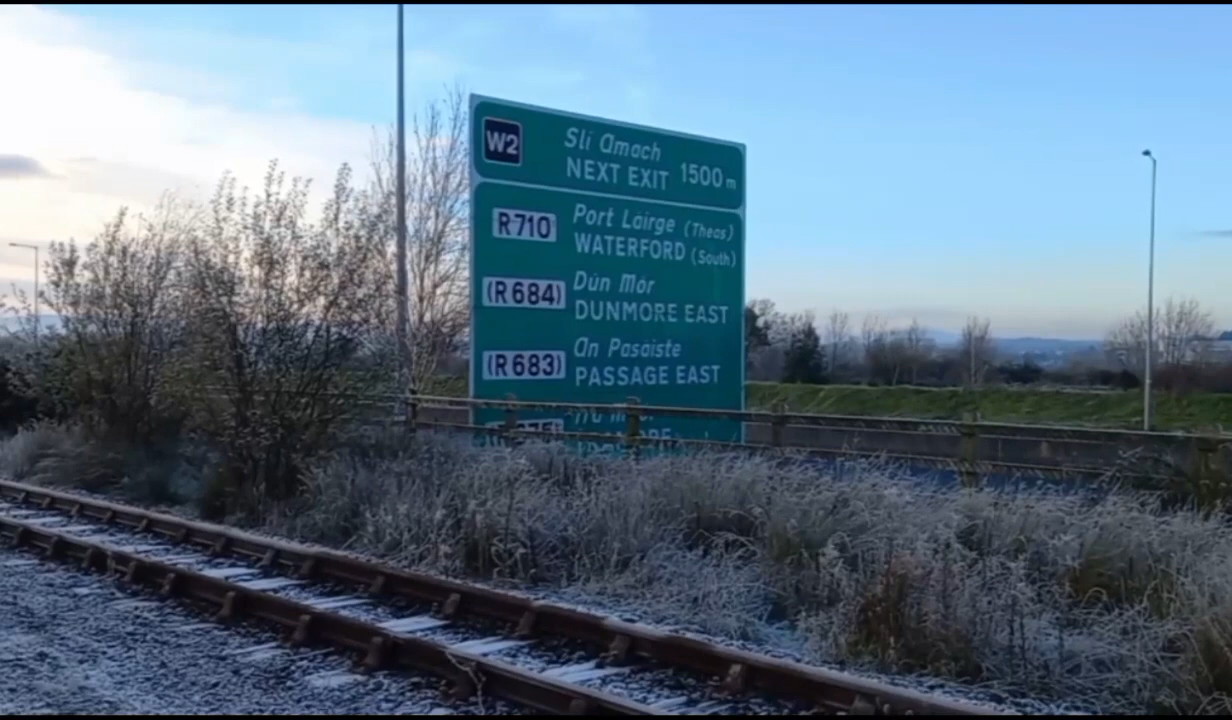 W2
Slí Amach
NEXT EXIT 1500m
R710 Port Láirge (Theas)
WATERFORD (South)
(R684) Dún Mór
DUNMORE EAST
(R683) An Pasáiste
PASSAGE EAST